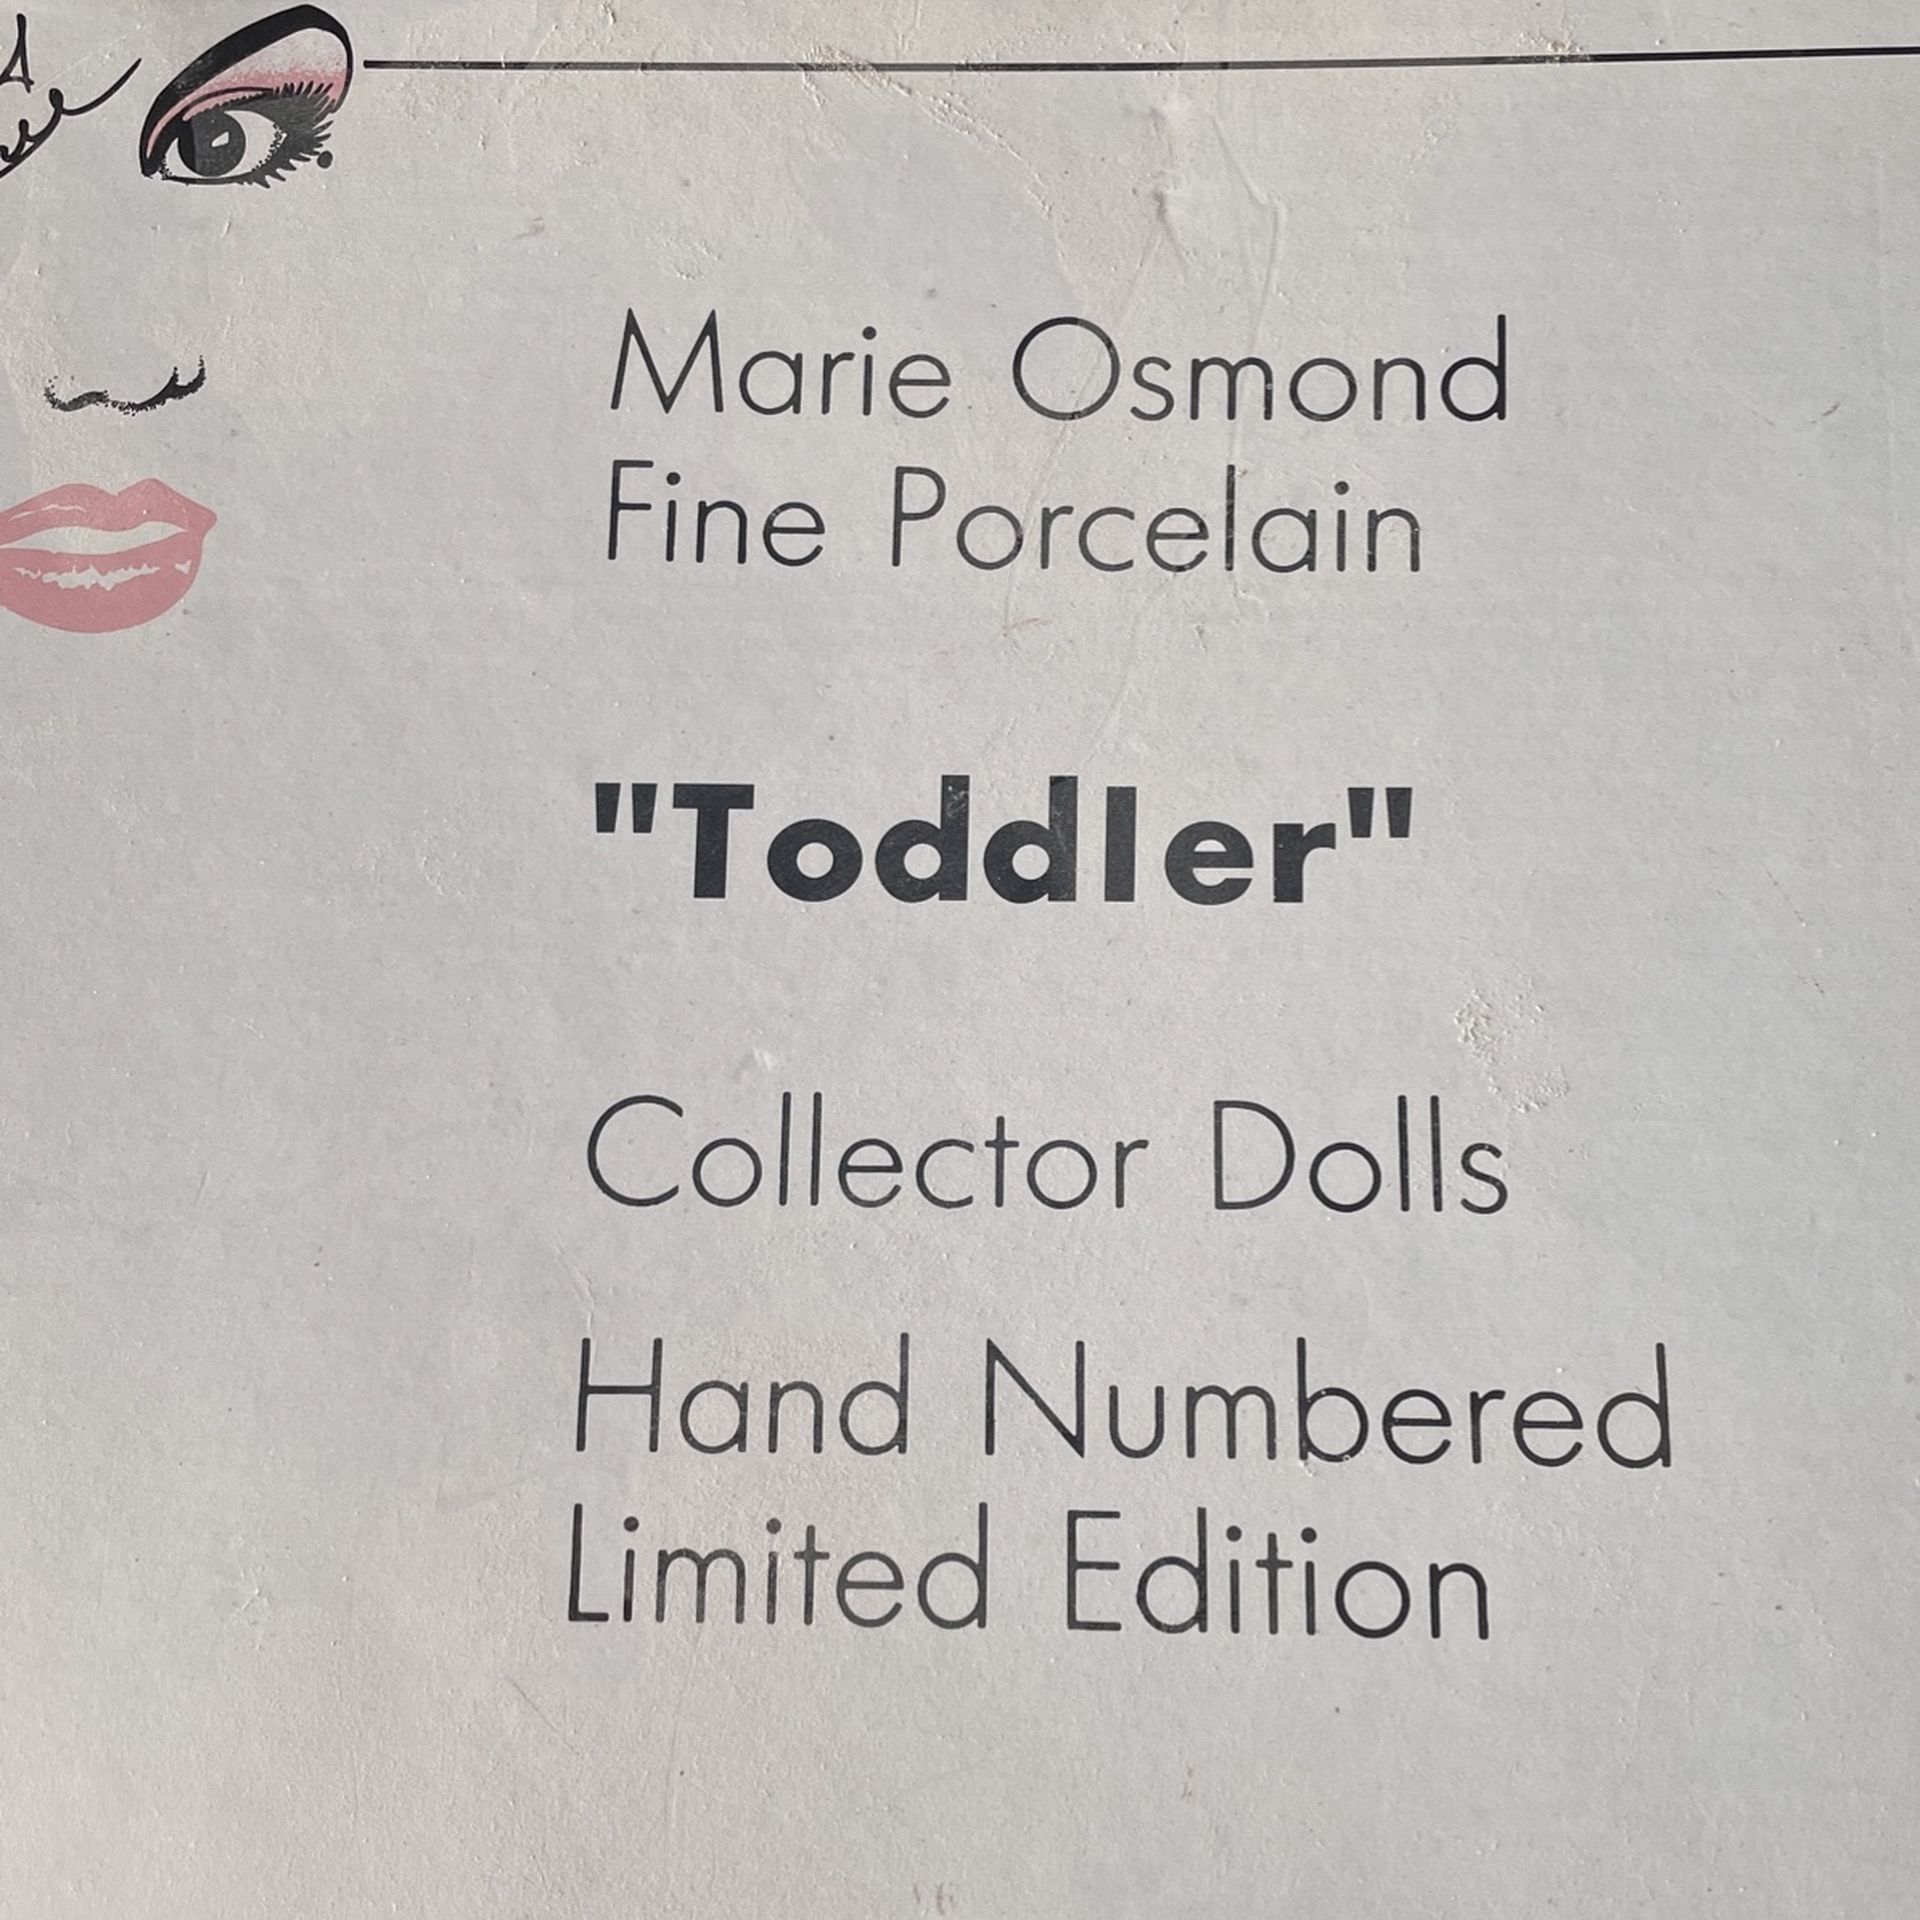 Marie Osmond
Fine Porcelain
"Toddler"
Collector Dolls
Hand Numbered
Limited Edition